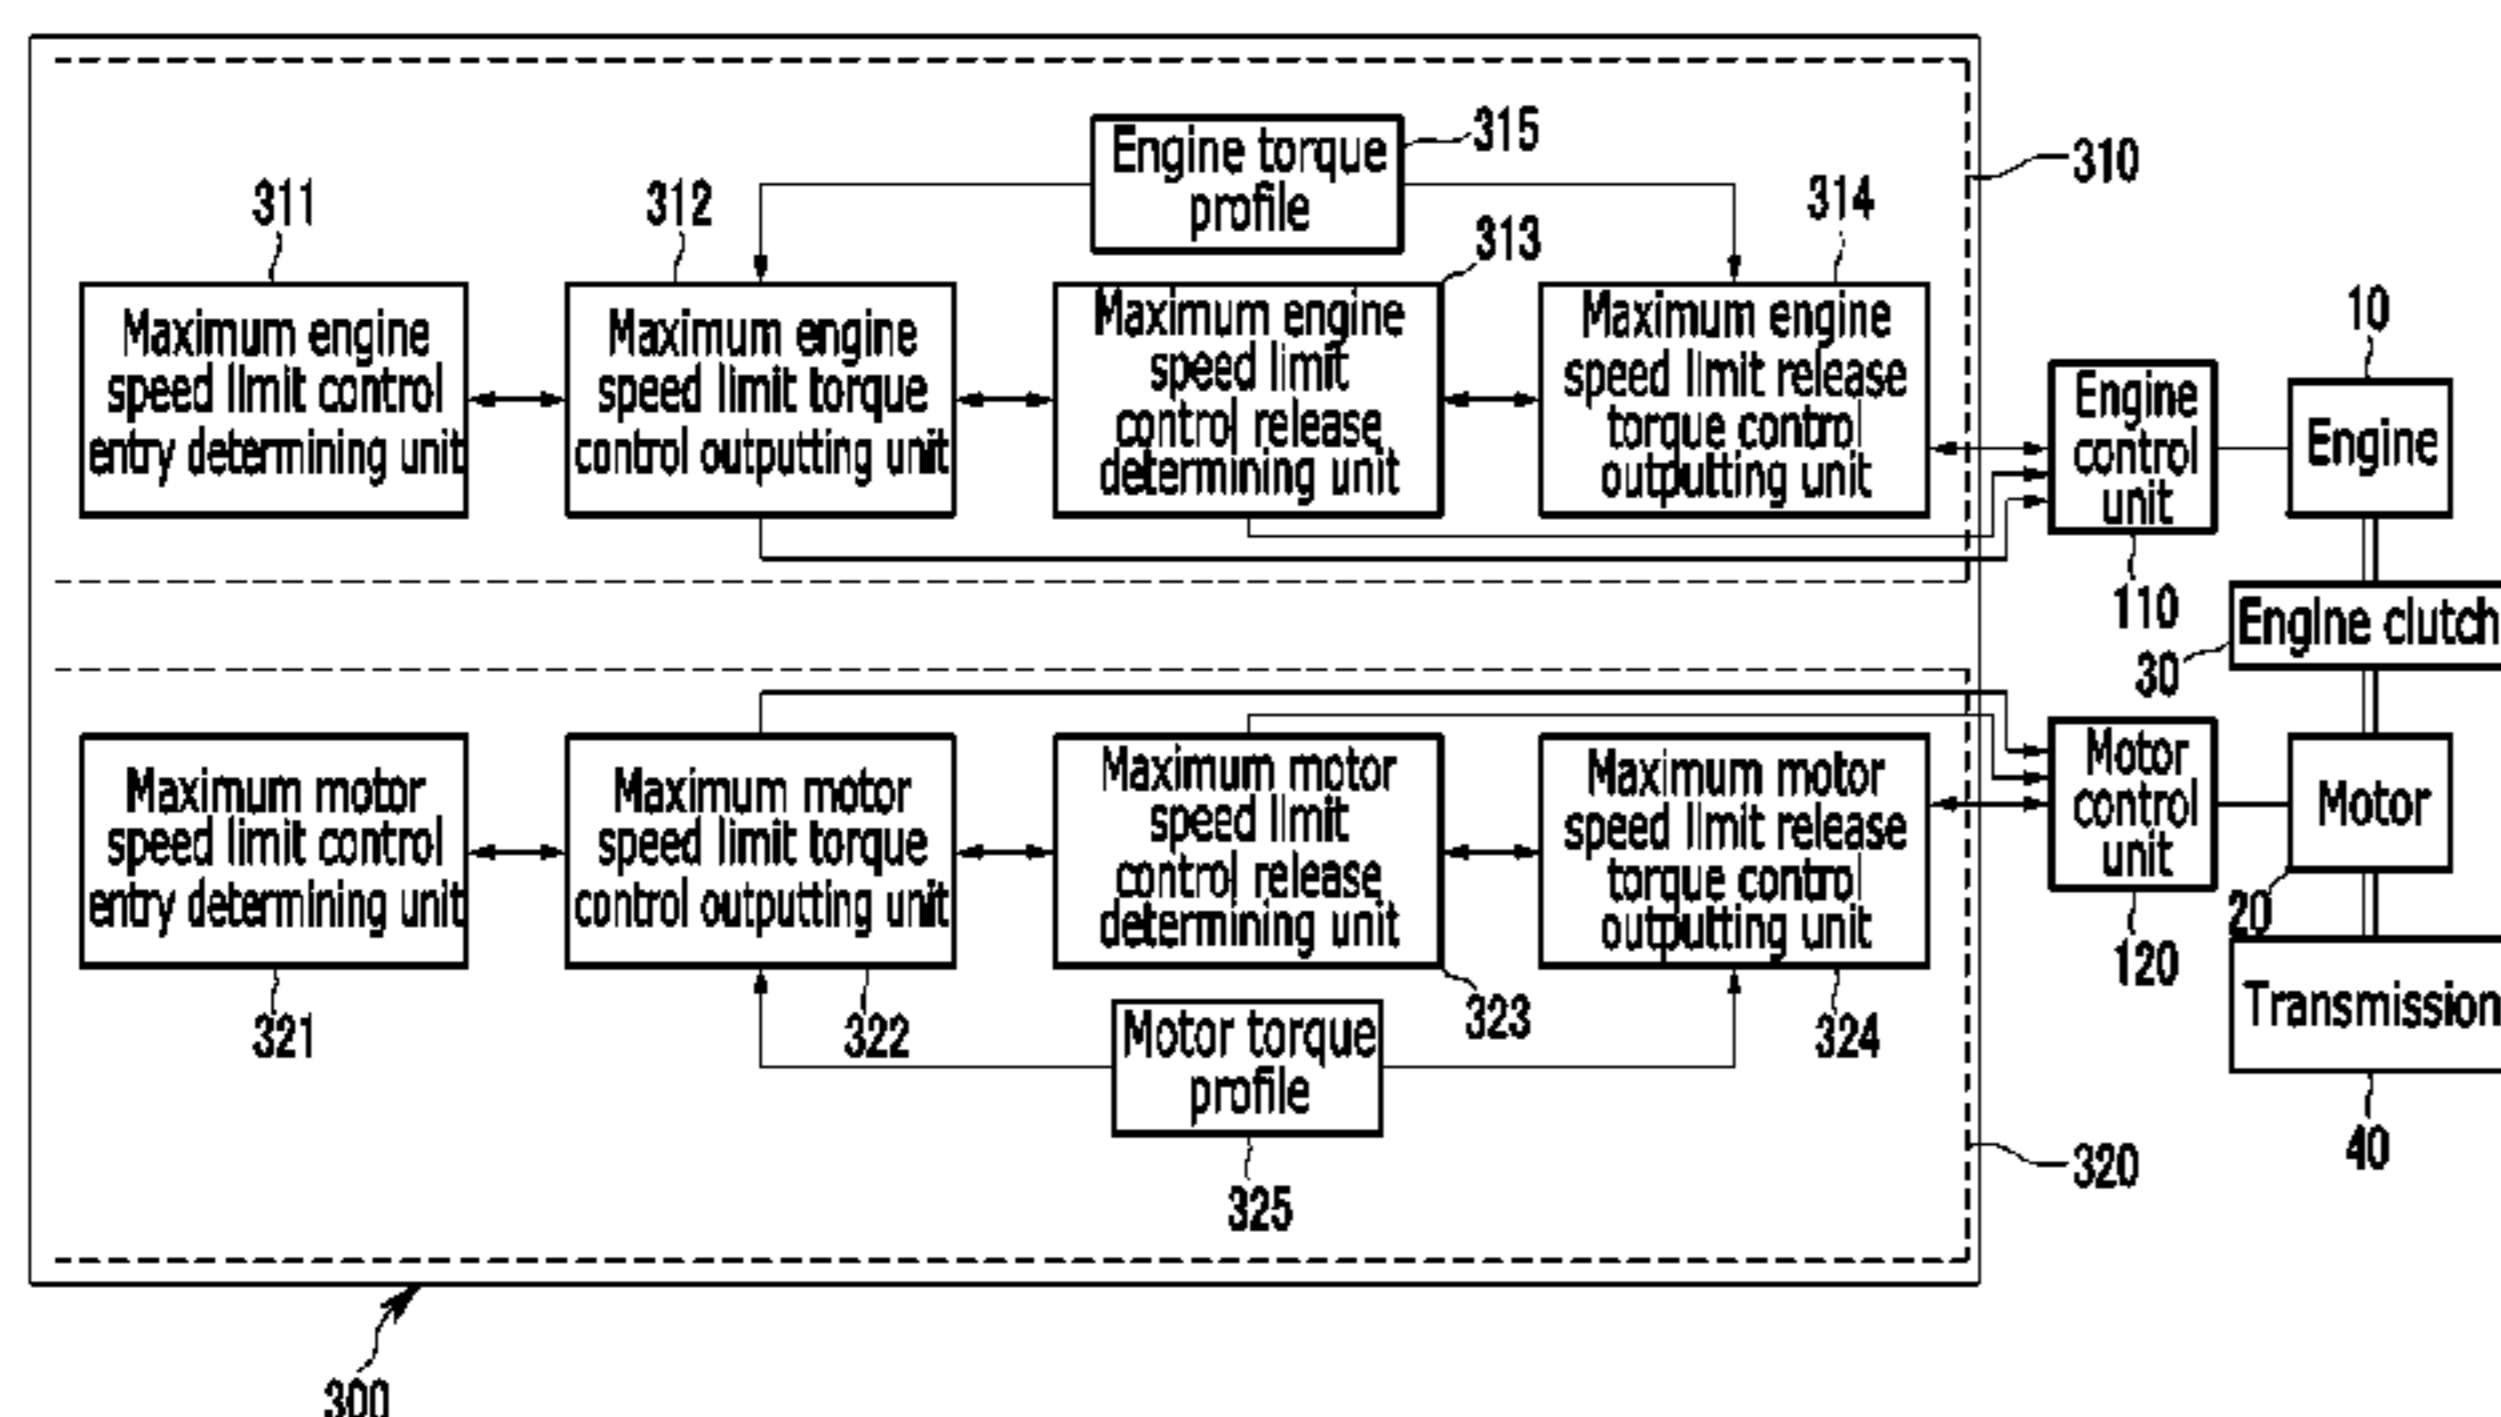 315
Engine torque
profile
310
311
312
314
313
Maximum engine
speed limit control
entry determining unit
Maximum engine
speed limit torque
control outputting unit
Maximum engine
speed limit
control release
determining unit
Maximum engine
speed limit release
torque control
outputting unit
10
Engine
control
unit
Engine
110
Engine clutch
30
Maximum motor
speed limit control
entry determining unit
Maximum motor
speed limit torque
control outputting unit
Maximum motor
speed limit
control release
determining unit
Maximum motor
speed limit release
torque control
outputting unit
Motor
control
unit
Motor
20
120
321
322
Motor torque
profile
323
324
Transmission
40
320
325
300